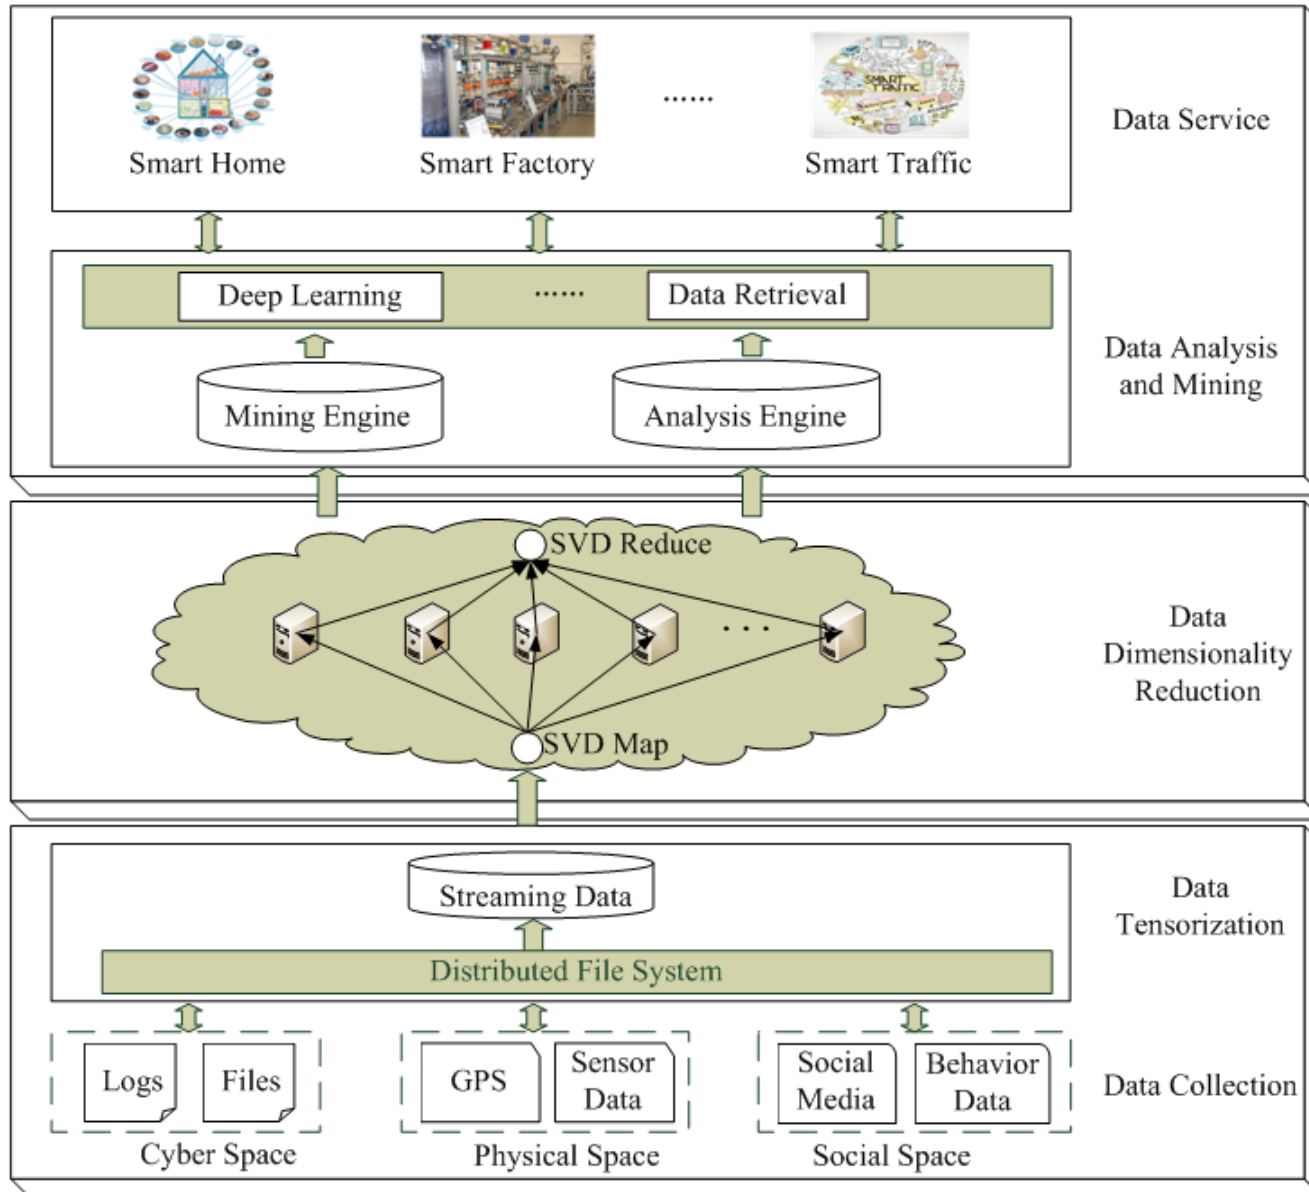 Smart Home
Smart Factory
......
SMART
TRAFFIC
Smart Traffic
Data Service
Deep Learning
......
Data Retrieval
Mining Engine
Analysis Engine
Data Analysis
and Mining
SVD Reduce
. . .
SVD Map
Data
Dimensionality
Reduction
Streaming Data
Distributed File System
Data
Tensorization
Logs
Files
GPS
Sensor
Data
Social
Media
Behavior
Data
Data Collection
Cyber Space
Physical Space
Social Space